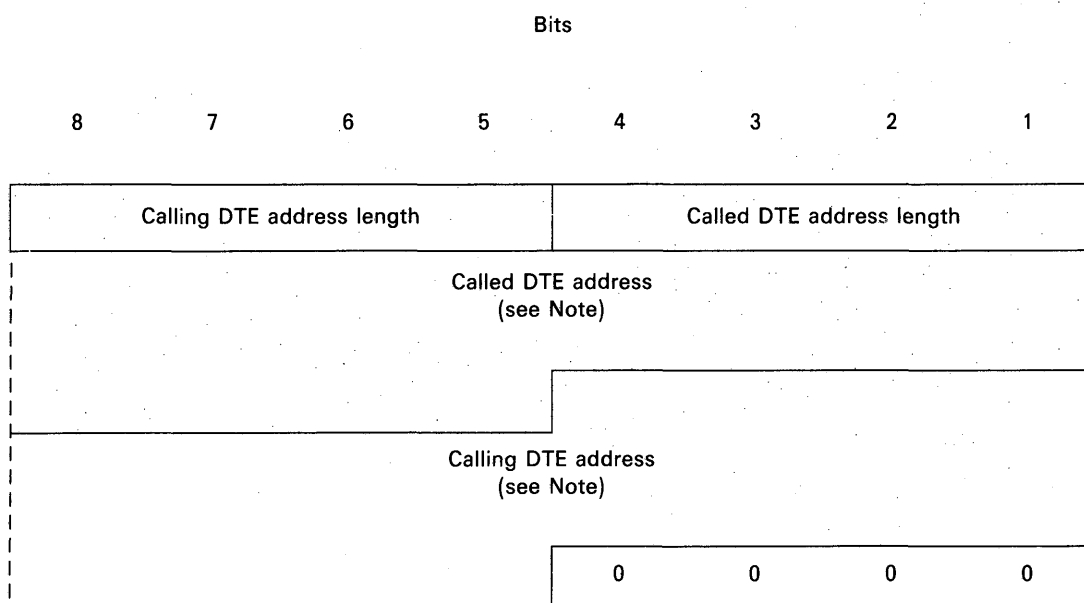 Bits
8 7 6 5 4 3 2 1
Calling DTE address length Called DTE address length
Called DTE address
(see Note)
Calling DTE address
(see Note)
0 0 0 0